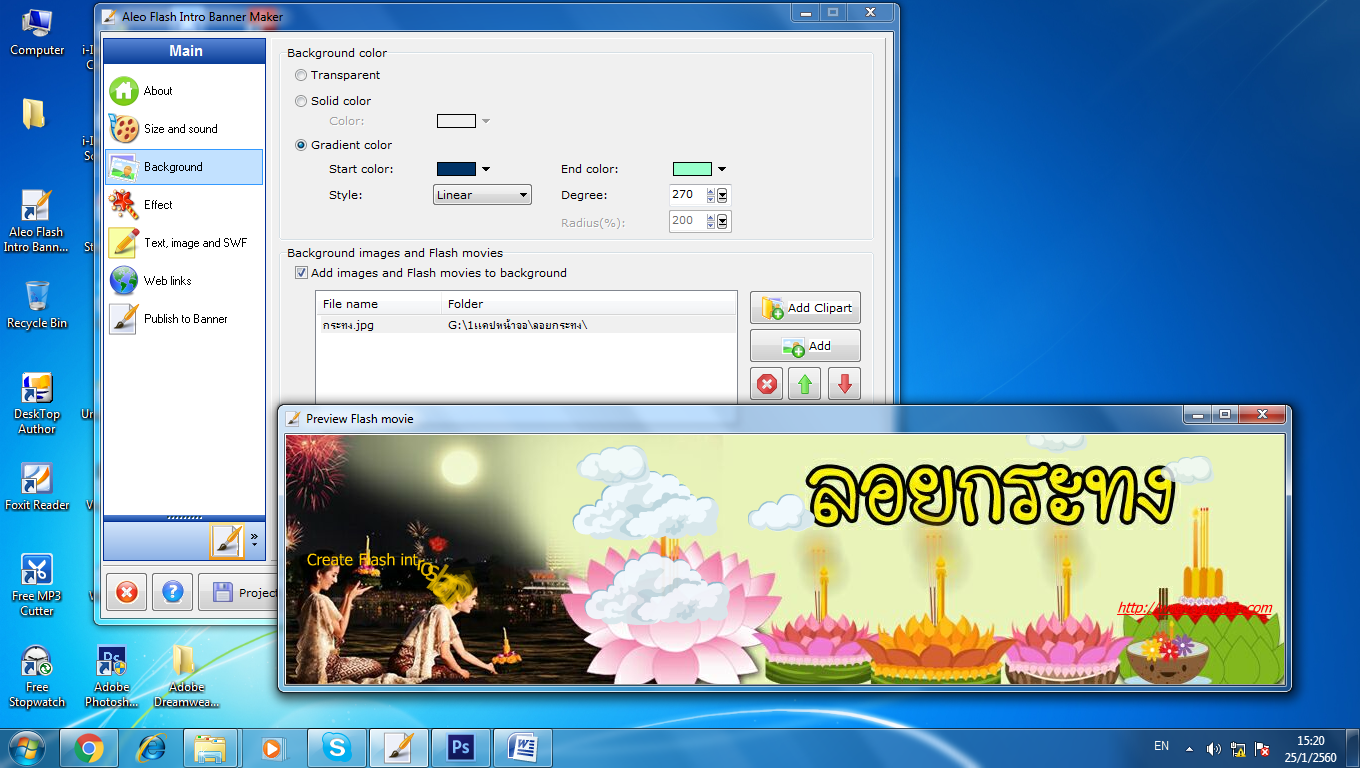 Aleo Flash Intro Banner Maker
Main
About
Size and sound
Background
Effect
Text, image and SWF
Web links
Publish to Banner
»
Project
Background color
Transparent
Solid color
Color:
Gradient color
Start color:
End color:
Style:
Linear
Degree:
270
Radius(%):
200
Background images and Flash movies
Add images and Flash movies to background
File name
Folder
กระทง.jpg
G:\1แคปหน้าจอ\ลอยกระทง\
Add Clipart
Add
Preview Flash movie
ลอยกระทง
Create Flash intros
http://
.com
Computer
Aleo Flash
Intro Bann...
Recycle Bin
DeskTop
Author
Foxit Reader
Free MP3
Cutter
Free
Stopwatch
Adobe
Photosh...
Adobe
Dreamwea...
EN
15:20
25/1/2560